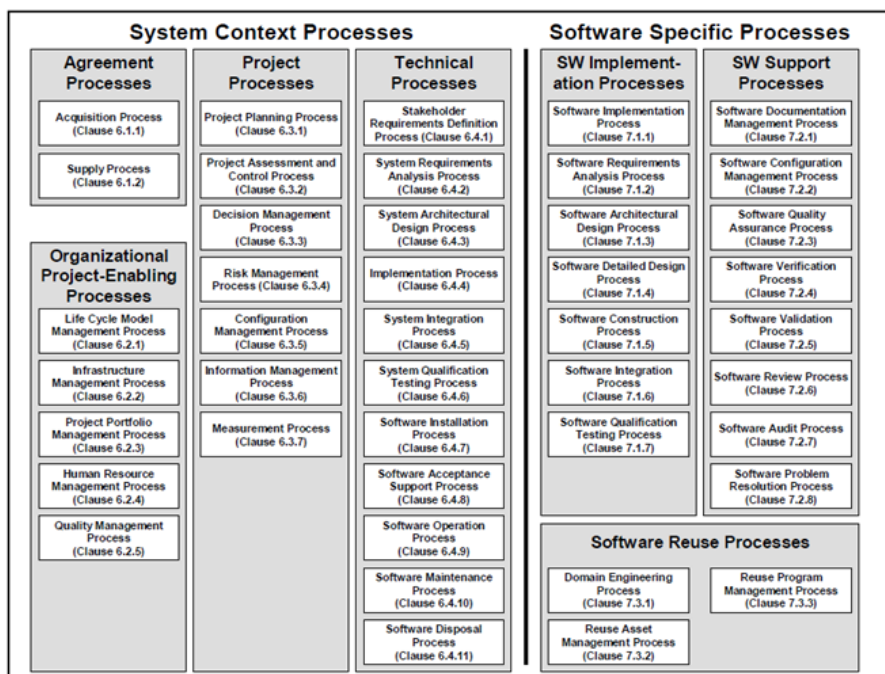 System Context Processes
Software Specific Processes
Agreement
Processes
Acquisition Process
(Clause 6.1.1)
Supply Process
(Clause 6.1.2)
Organizational
Project-Enabling
Processes
Life Cycle Model
Management Process
(Clause 6.2.1)
Infrastructure
Management Process
(Clause 6.2.2)
Project Portfolio
Management Process
(Clause 6.2.3)
Human Resource
Management Process
(Clause 6.2.4)
Quality Management
Process
(Clause 6.2.5)
Project
Processes
Project Planning Process
(Clause 6.3.1)
Project Assessment and
Control Process
(Clause 6.3.2)
Decision Management
Process
(Clause 6.3.3)
Risk Management
Process (Clause 6.3.4)
Configuration
Management Process
(Clause 6.3.5)
Information Management
Process
(Clause 6.3.6)
Measurement Process
(Clause 6.3.7)
Technical
Processes
Stakeholder
Requirements Definition
Process (Clause 6.4.1)
System Requirements
Analysis Process
(Clause 6.4.2)
System Architectural
Design Process
(Clause 6.4.3)
Implementation Process
(Clause 6.4.4)
System Integration
Process
(Clause 6.4.5)
System Qualification
Testing Process
(Clause 6.4.6)
Software Installation
Process
(Clause 6.4.7)
Software Acceptance
Support Process
(Clause 6.4.8)
Software Operation
Process
(Clause 6.4.9)
Software Maintenance
Process
(Clause 6.4.10)
Software Disposal
Process
(Clause 6.4.11)
SW Implement-
ation Processes
Software Implementation
Process
(Clause 7.1.1)
Software Requirements
Analysis Process
(Clause 7.1.2)
Software Architectural
Design Process
(Clause 7.1.3)
Software Detailed Design
Process
(Clause 7.1.4)
Software Construction
Process
(Clause 7.1.5)
Software Integration
Process
(Clause 7.1.6)
Software Qualification
Testing Process
(Clause 7.1.7)
SW Support
Processes
Software Documentation
Management Process
(Clause 7.2.1)
Software Configuration
Management Process
(Clause 7.2.2)
Software Quality
Assurance Process
(Clause 7.2.3)
Software Verification
Process
(Clause 7.2.4)
Software Validation
Process
(Clause 7.2.5)
Software Review Process
(Clause 7.2.6)
Software Audit Process
(Clause 7.2.7)
Software Problem
Resolution Process
(Clause 7.2.8)
Software Reuse Processes
Domain Engineering
Process
(Clause 7.3.1)
Reuse Asset
Management Process
(Clause 7.3.2)
Reuse Program
Management Process
(Clause 7.3.3)